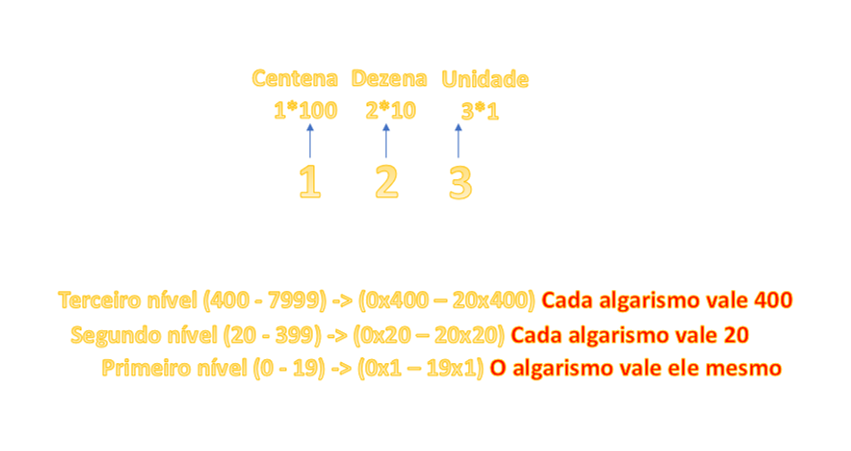 Centena Dezena Unidade
1*100 2*10 3*1
1 2 3
Terceiro nível (400 - 7999) -> (0x400 – 20x400) Cada algarismo vale 400
Segundo nível (20 - 399) -> (0x20 – 20x20) Cada algarismo vale 20
Primeiro nível (0 - 19) -> (0x1 – 19x1) O algarismo vale ele mesmo